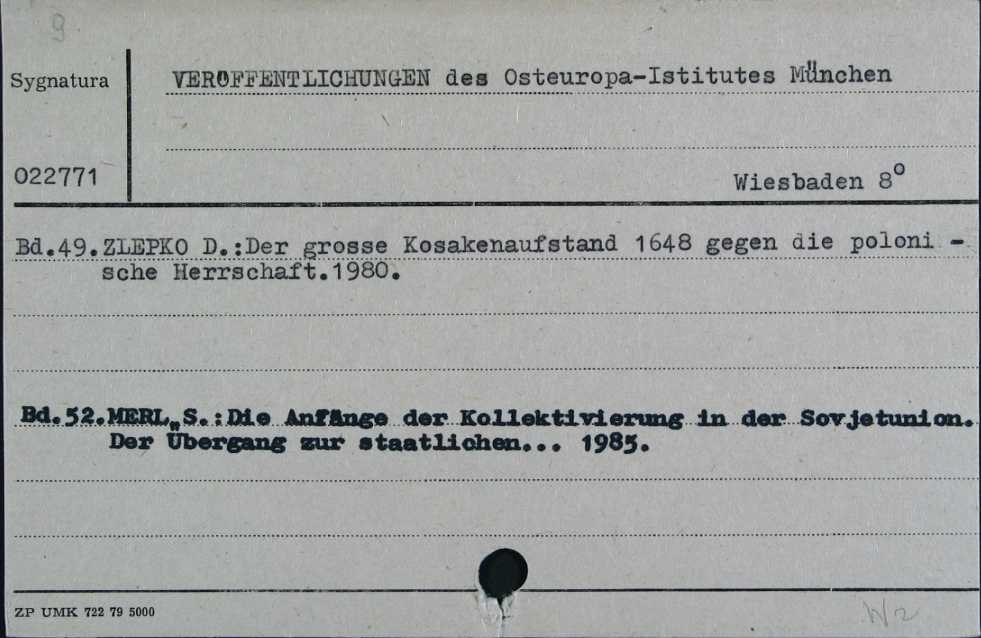 9
Sygnatura
VERÖFFENTLICHUNGEN des Osteuropa-Istitutes München
022771
Wiesbaden 8°
Bd.49.ZLEPKO D.:Der grosse Kosakenaufstand 1648 gegen die poloni -
sche Herrschaft.1980.
Bd.52.MERL„S.:Die Anfänge der Kollektivierung in der Sovjetunion.
Der Übergang zur staatlichen... 1985.
ZP UMK 722 79 5000